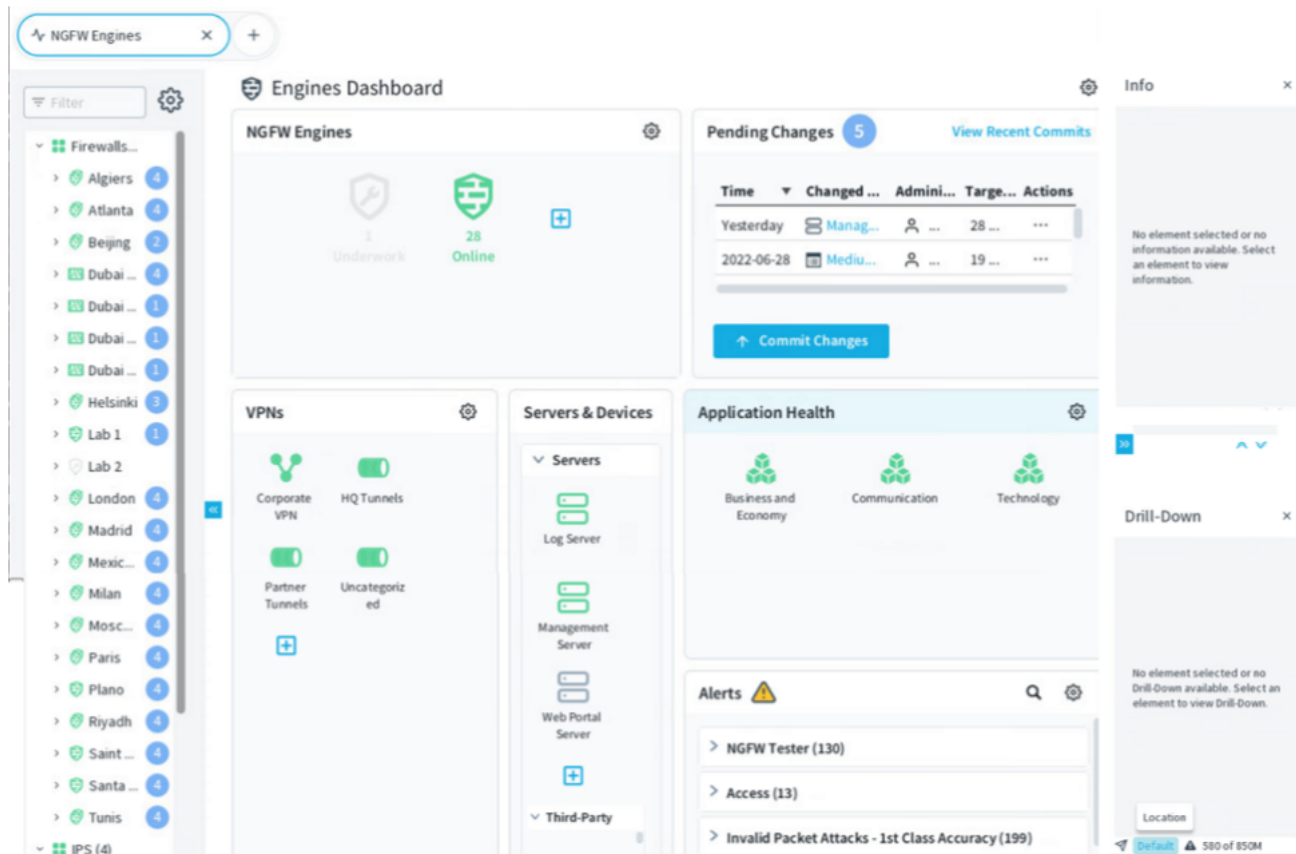 NGFW Engines
Filter
Firewalls...
Algiers 4
Atlanta 4
Beijing 2
Dubai ... 4
Dubai ... 1
Dubai ... 1
Dubai ... 1
Helsinki 3
Lab 1 1
Lab 2
London 4
Madrid 4
Mexic... 4
Milan 4
Mosc... 4
Paris 4
Plano 4
Riyadh 4
Saint ... 4
Santa ... 4
Tunis 4
IPS (4)
Engines Dashboard
NGFW Engines
1
Underwork
28
Online
Pending Changes 5 View Recent Commits
Time Changed ... Admini... Targe... Actions
Yesterday Manag... ... 28 ... ...
2022-06-28 Mediu... ... 19 ... ...
Commit Changes
VPNs
Corporate
VPN
HQ Tunnels
Partner
Tunnels
Uncategoriz
ed
Servers & Devices
Servers
Log Server
Management
Server
Web Portal
Server
Third-Party
Application Health
Business and
Economy
Communication
Technology
Alerts
NGFW Tester (130)
Access (13)
Invalid Packet Attacks - 1st Class Accuracy (199)
Info
No element selected or no
information available. Select
an element to view
information.
Drill-Down
No element selected or no
Drill-Down available. Select an
element to view Drill-Down.
Location
Default 580 of 850M